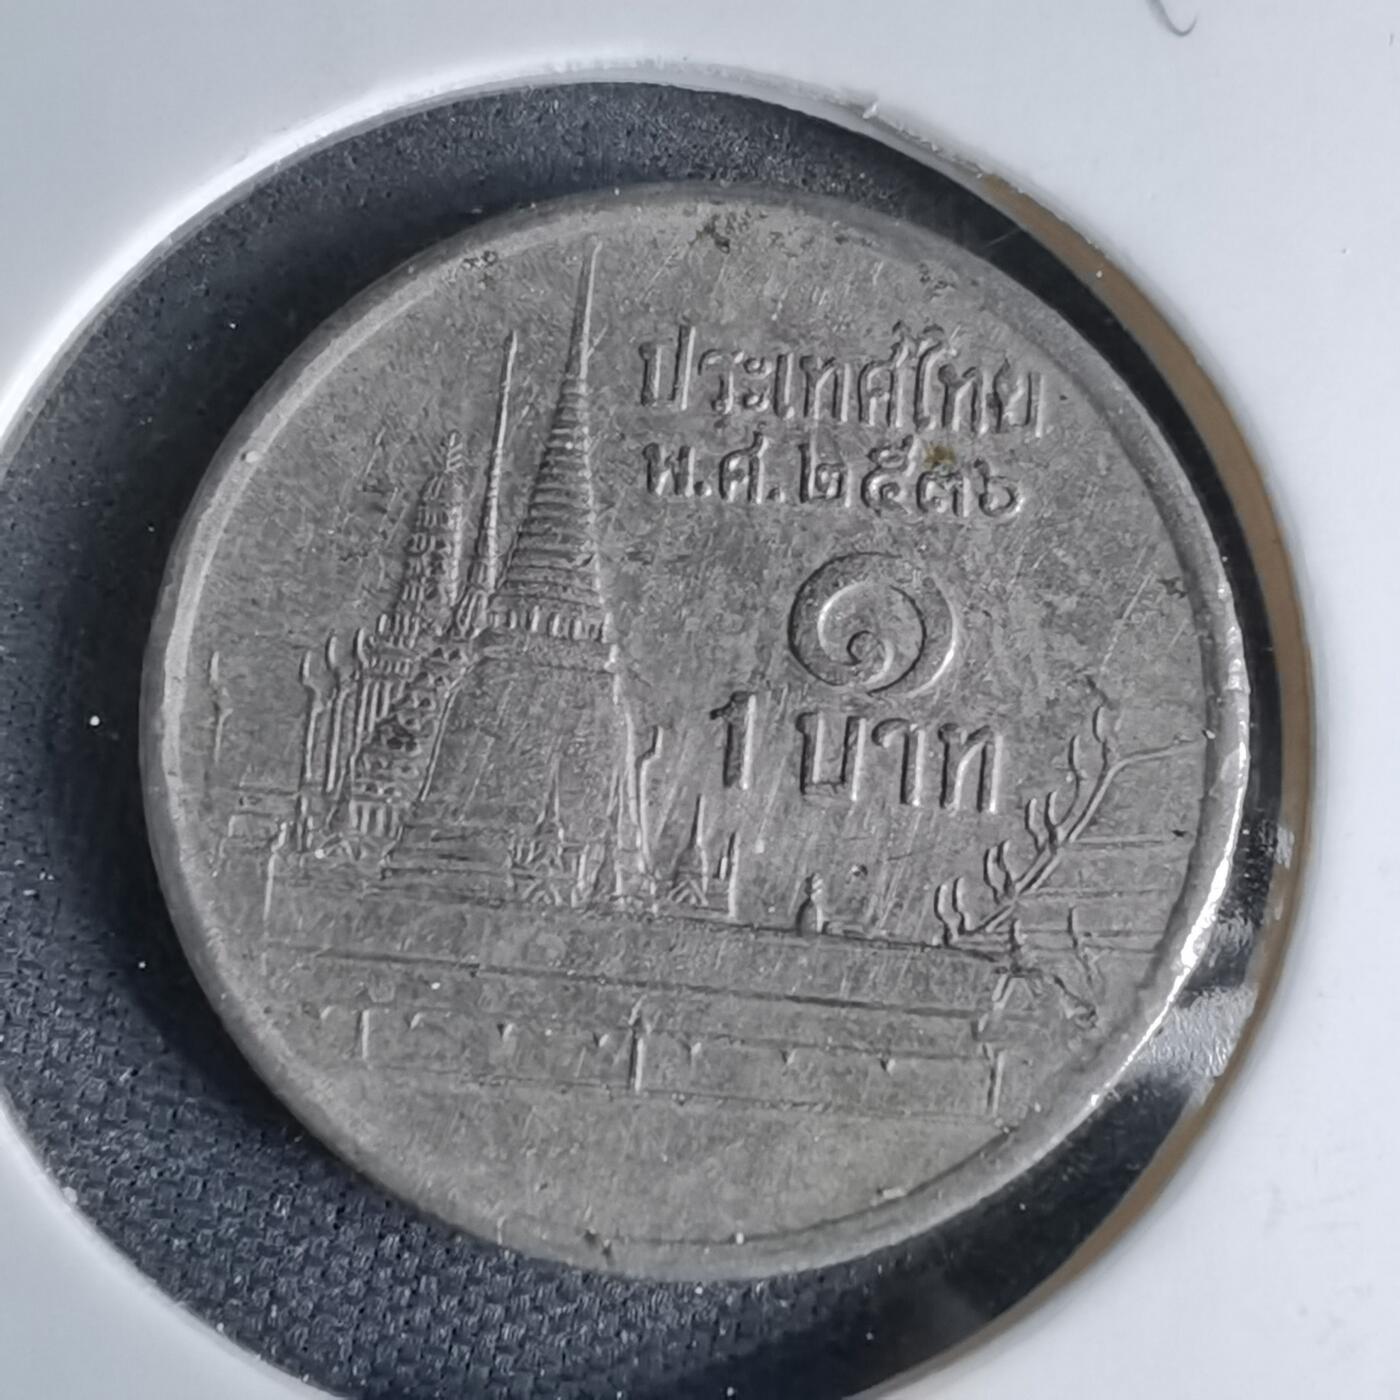 ประเทศไทย
พ.ศ.๒๕๓๖
๑
1 บาท